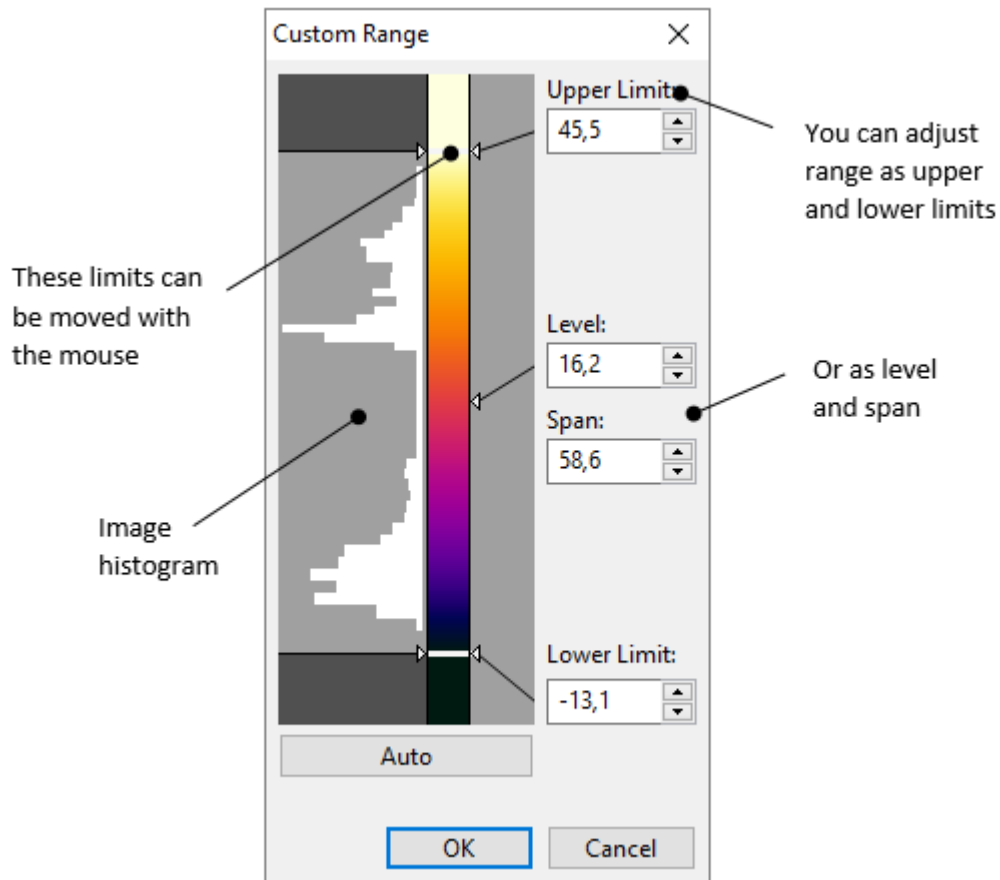 Custom Range
Upper Limit:
45,5
You can adjust
range as upper
and lower limits
These limits can
be moved with
the mouse
Level:
16,2
Or as level
and span
Span:
58,6
Image
histogram
Lower Limit:
-13,1
Auto
OK
Cancel